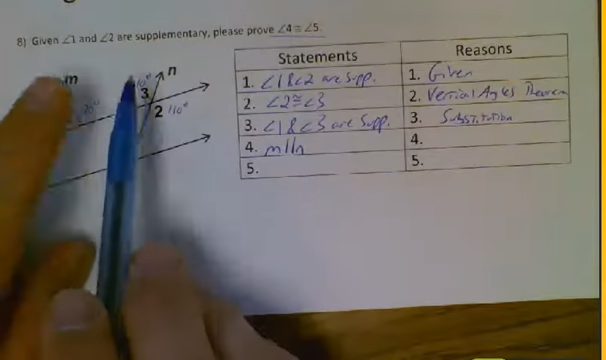 8) Given ∠1 and ∠2 are supplementary, please prove ∠4 ≅ ∠5.
m
n
3
2 110°
70°
Statements Reasons
1. ∠1 & ∠2 are Supp. 1. Given
2. ∠2 ≅ ∠3 2. Vertical Angles Theorem
3. ∠1 & ∠3 are Supp. 3. Substitution
4. m||n 4.
5. 5.